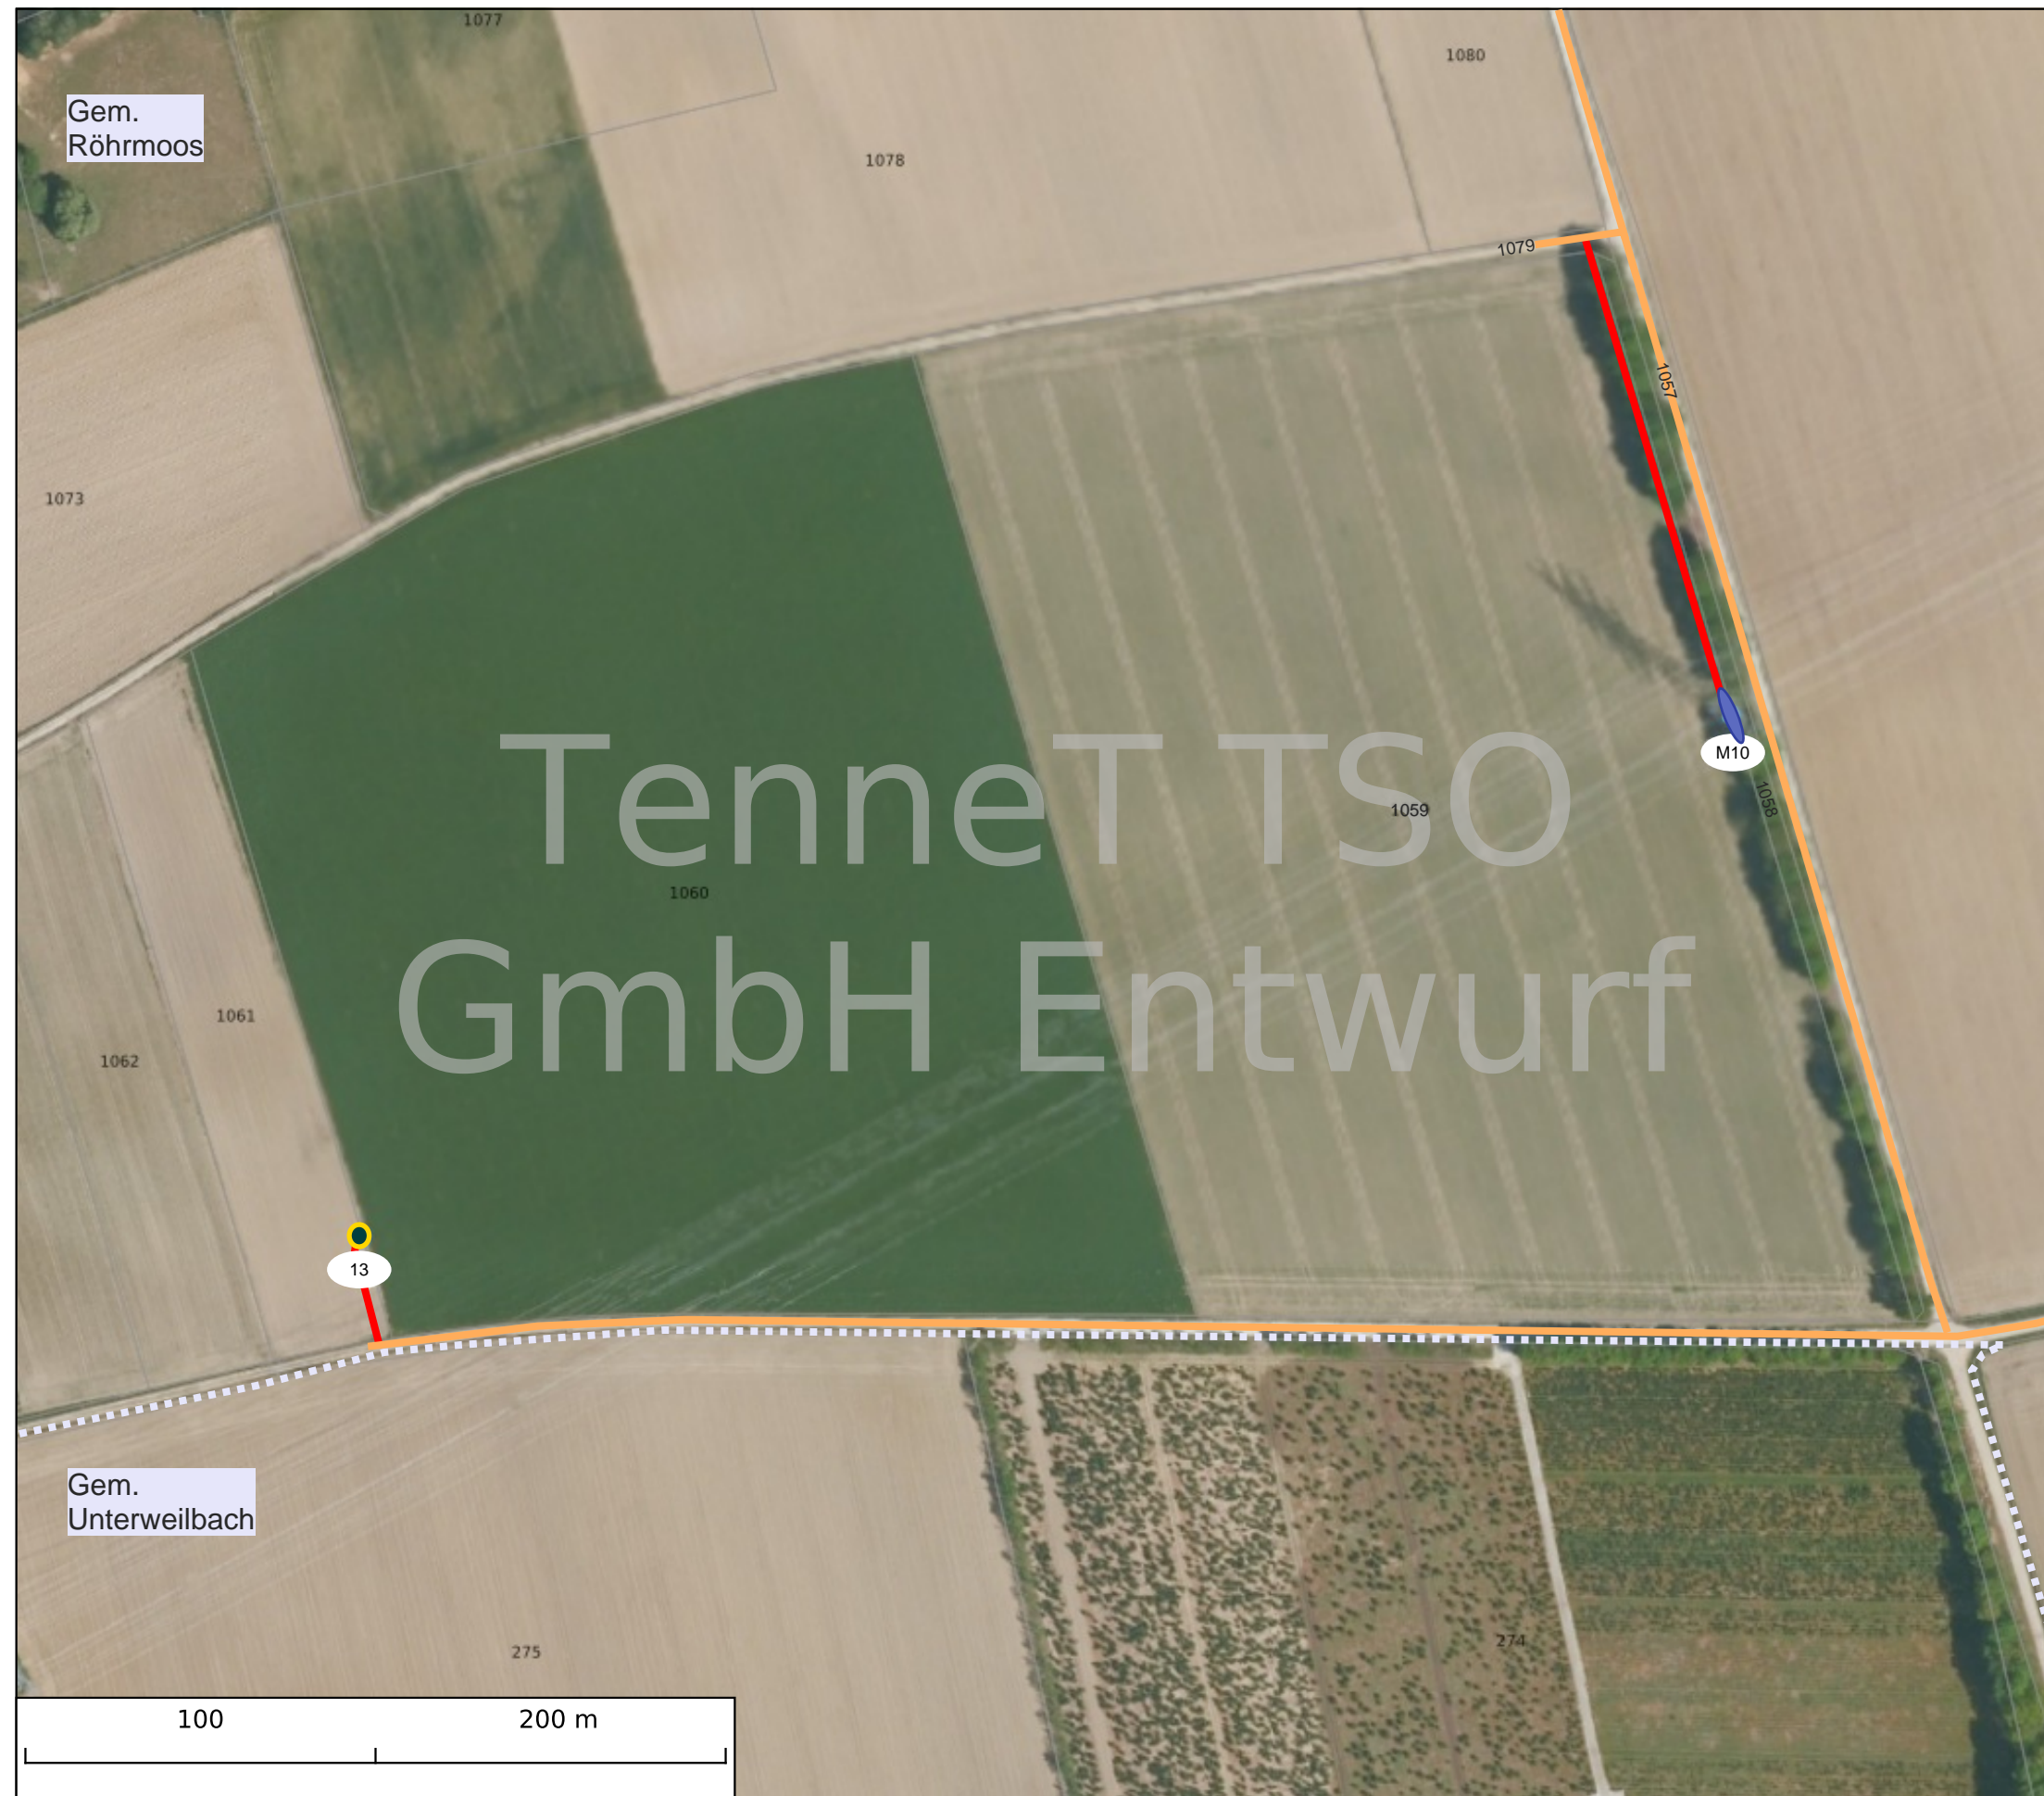 1077
1080
Gem.
Röhrmoos
1078
1079
1057
1073
TenneT TSO
GmbH Entwurf
M10
1058
1059
1060
1061
1062
13
Gem.
Unterweilbach
275
274
100 200 m